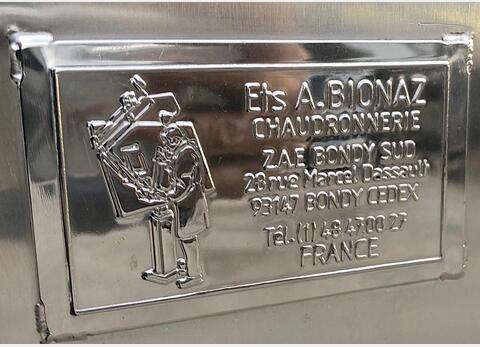 Ets A. BIONAZ
CHAUDRONNERIE
Z.A.E BONDY SUD
28 rue Marcel Dassault
93147 BONDY CEDEX
Tél. (1) 48 47 00 27
FRANCE